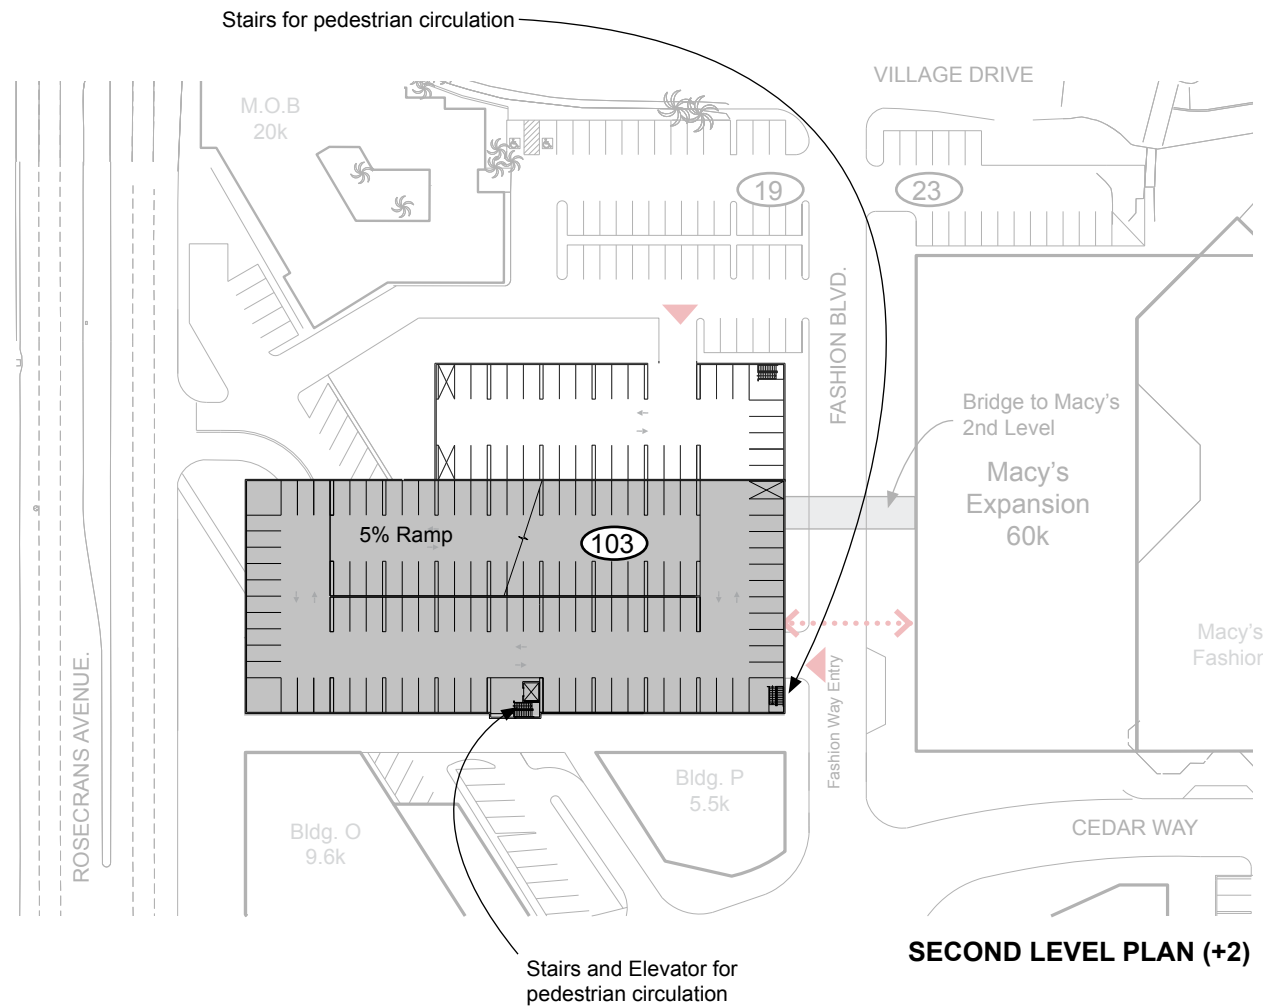 Stairs for pedestrian circulation
VILLAGE DRIVE
M.O.B
20k
19
23
FASHION BLVD.
Bridge to Macy's
2nd Level
Macy's
Expansion
60k
5% Ramp
103
Macy's
Fashion
ROSECRANS AVENUE.
Fashion Way Entry
Bldg. P
5.5k
Bldg. O
9.6k
CEDAR WAY
SECOND LEVEL PLAN (+2)
Stairs and Elevator for
pedestrian circulation